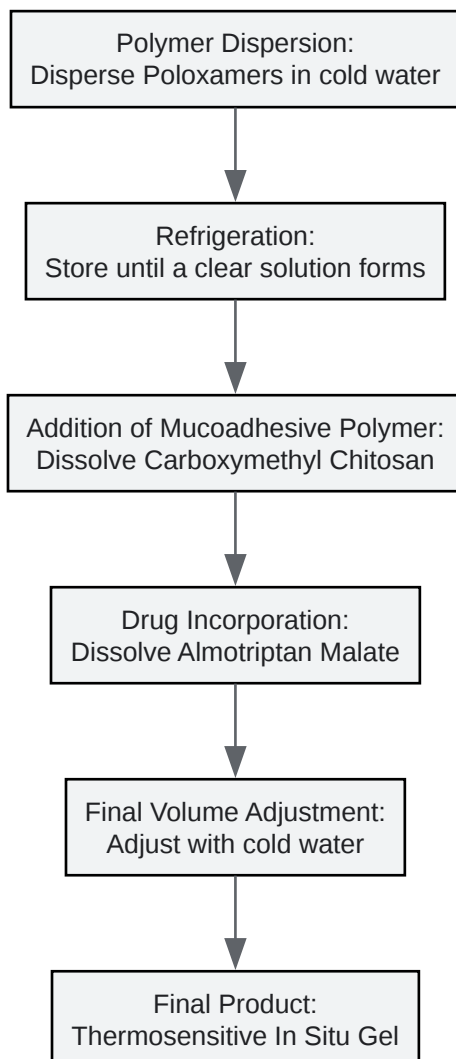 Polymer Dispersion:
Disperse Poloxamers in cold water
Refrigeration:
Store until a clear solution forms
Addition of Mucoadhesive Polymer:
Dissolve Carboxymethyl Chitosan
Drug Incorporation:
Dissolve Almotriptan Malate
Final Volume Adjustment:
Adjust with cold water
Final Product:
Thermosensitive In Situ Gel